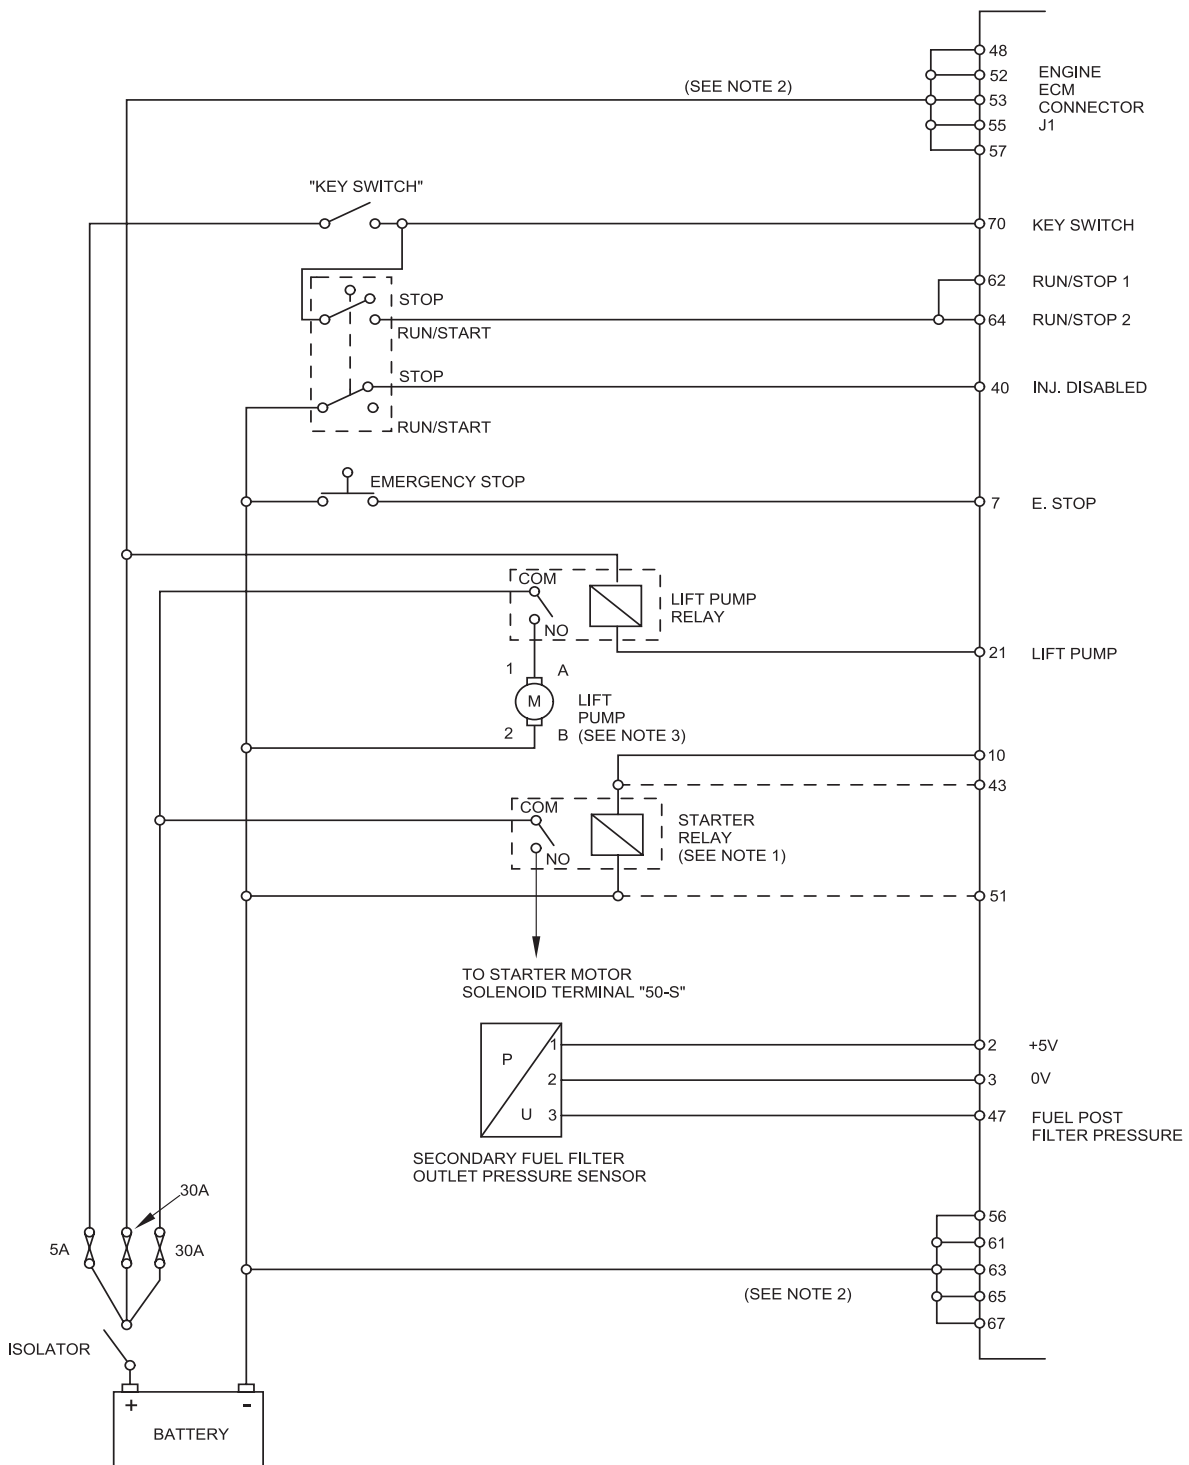 48
52
ENGINE
ECM
(SEE NOTE 2)
53
CONNECTOR
55
J1
57
"KEY SWITCH"
70
KEY SWITCH
62
RUN/STOP 1
STOP
64
RUN/STOP 2
RUN/START
STOP
40
INJ. DISABLED
RUN/START
EMERGENCY STOP
7
E. STOP
COM
LIFT PUMP
RELAY
NO
21
LIFT PUMP
1
A
M
LIFT
PUMP
(SEE NOTE 3)
2
B
10
43
COM
STARTER
RELAY
(SEE NOTE 1)
NO
51
TO STARTER MOTOR
SOLENOID TERMINAL "50-S"
P
1
2
+5V
2
3
0V
U
3
47
FUEL POST
FILTER PRESSURE
SECONDARY FUEL FILTER
OUTLET PRESSURE SENSOR
30A
5A
30A
56
61
63
(SEE NOTE 2)
65
67
ISOLATOR
+
-
BATTERY